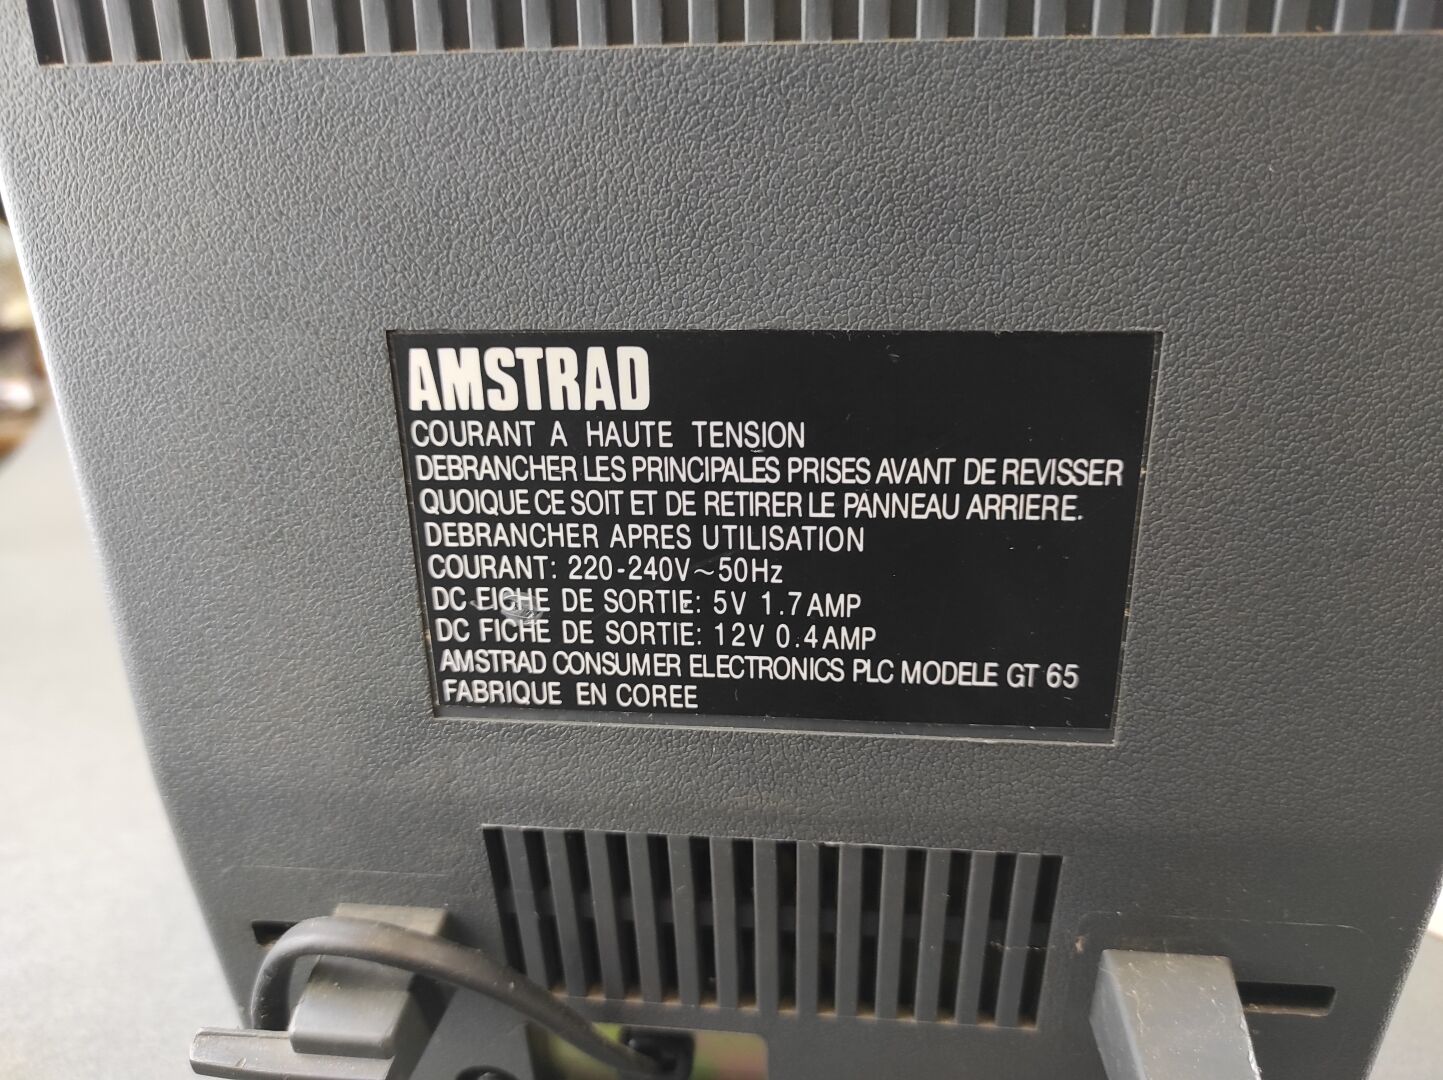 AMSTRAD
COURANT A HAUTE TENSION
DEBRANCHER LES PRINCIPALES PRISES AVANT DE REVISSER
QUOIQUE CE SOIT ET DE RETIRER LE PANNEAU ARRIERE.
DEBRANCHER APRES UTILISATION
COURANT: 220-240V~50Hz
DC FICHE DE SORTIE: 5V 1.7AMP
DC FICHE DE SORTIE: 12V 0.4AMP
AMSTRAD CONSUMER ELECTRONICS PLC MODELE GT 65
FABRIQUE EN COREE